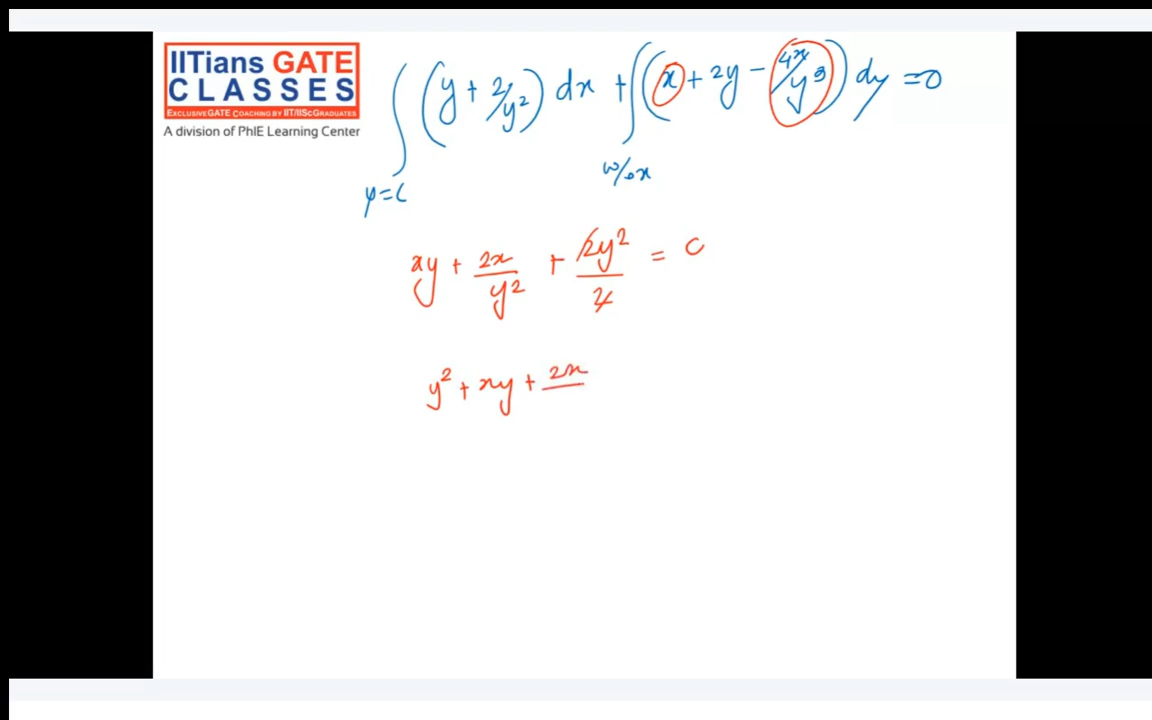 IITians GATE
CLASSES
EXCLUSIVE GATE COACHING BY IIT/IISC GRADUATES
A division of PhIE Learning Center
∫ (y + 2/y²) dx + ∫ (x + 2y - 4x/y³) dy = 0
y=c w/o x
xy + 2x/y² + 2y²/2 = c
y² + xy + 2x